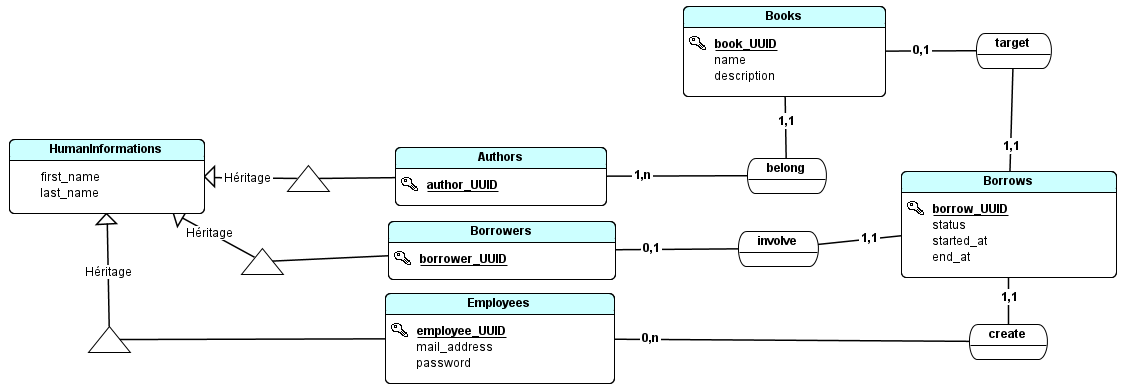 Books
book_UUID
name
description
0,1
target
1,1
1,1
HumanInformations
first_name
last_name
Héritage
Authors
author_UUID
1,n
belong
Borrows
borrow_UUID
status
started_at
end_at
Héritage
Borrowers
borrower_UUID
0,1
involve
1,1
Héritage
Employees
employee_UUID
mail_address
password
0,n
1,1
create